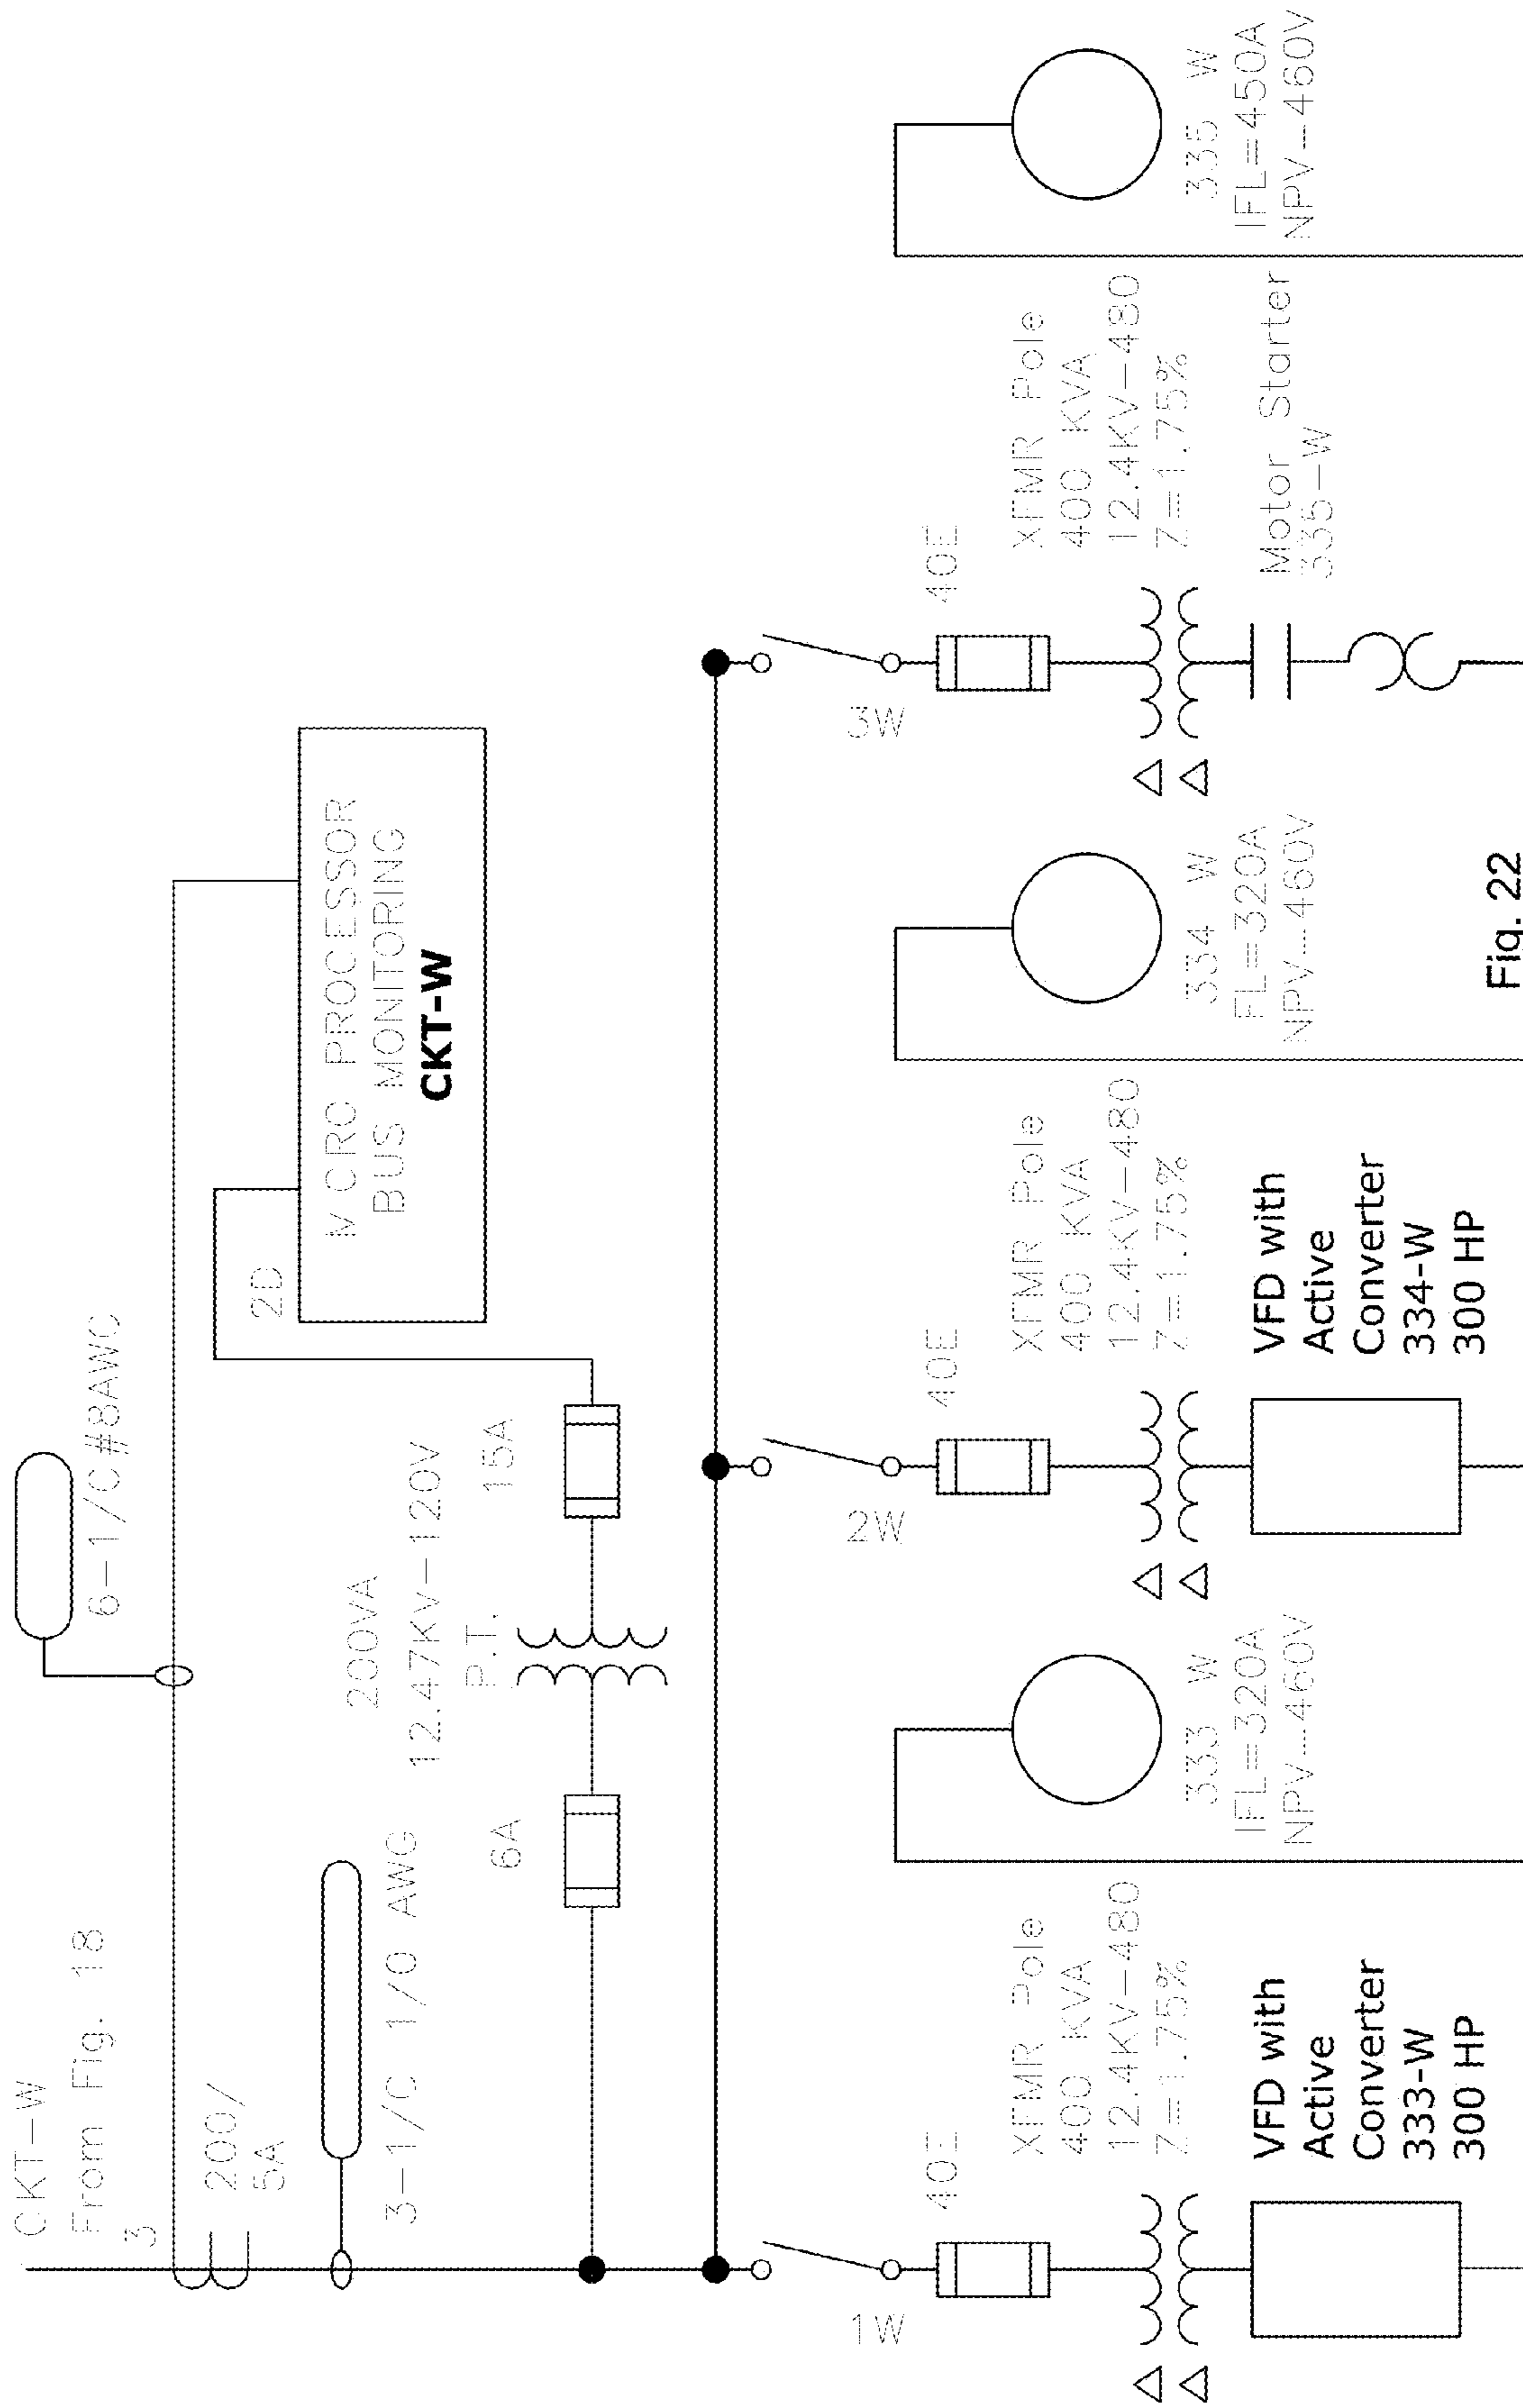 CKT-W
From Fig. 18
3
200/
5A
6-1/C#8AWG
3-1/C 1/0 AWG
200VA
12.47KV-120V
P.T.
6A
15A
2D
M CRO PROCESSOR
BUS MONITORING
CKT-W
1W
40E
XFMR Pole
400 KVA
12.4KV-480
Z=1.75%
VFD with
Active
Converter
333-W
300 HP
333 W
IFL=320A
NPV-460V
2W
40E
XFMR Pole
400 KVA
12.4KV-480
Z=1.75%
VFD with
Active
Converter
334-W
300 HP
334 W
FL=320A
NPV-460V
3W
40E
XFMR Pole
400 KVA
12.4KV-480
Z=1.75%
Motor Starter
335-W
335 W
IFL=450A
NPV-460V
Fig. 22